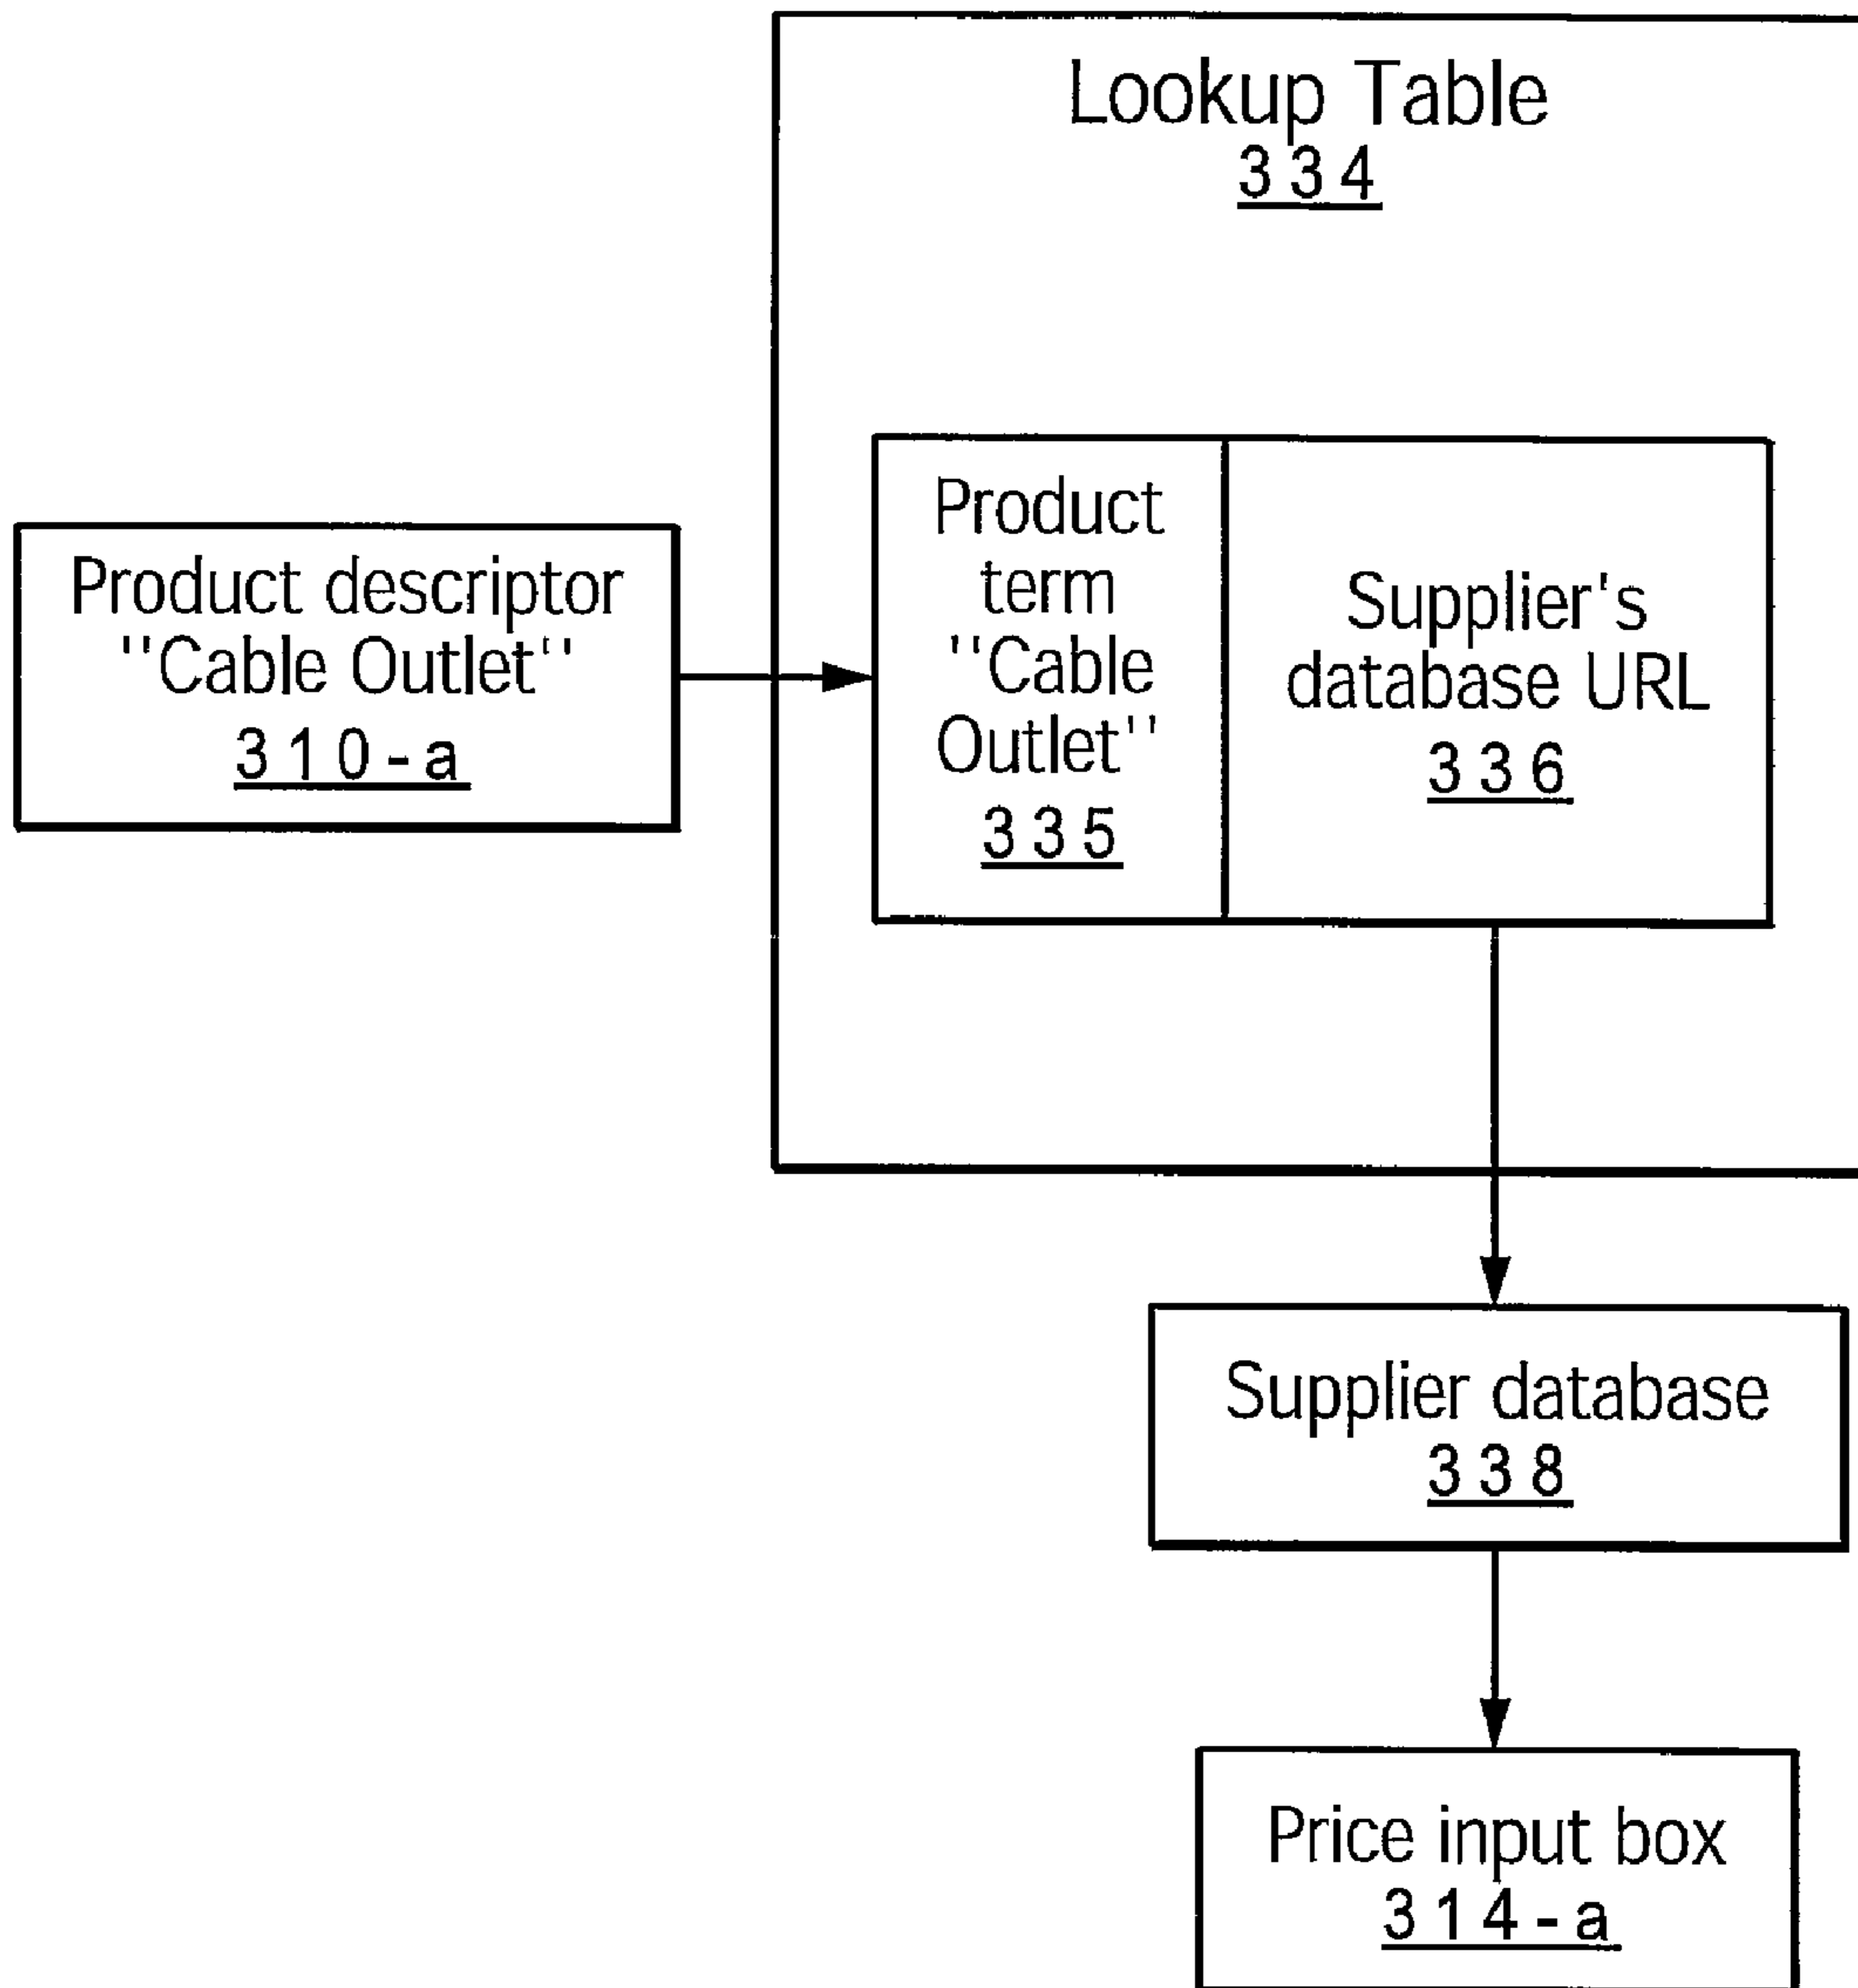 Lookup Table
334
Product descriptor
"Cable Outlet"
310-a
Product
term
"Cable
Outlet"
335
Supplier's
database URL
336
Supplier database
338
Price input box
314-a